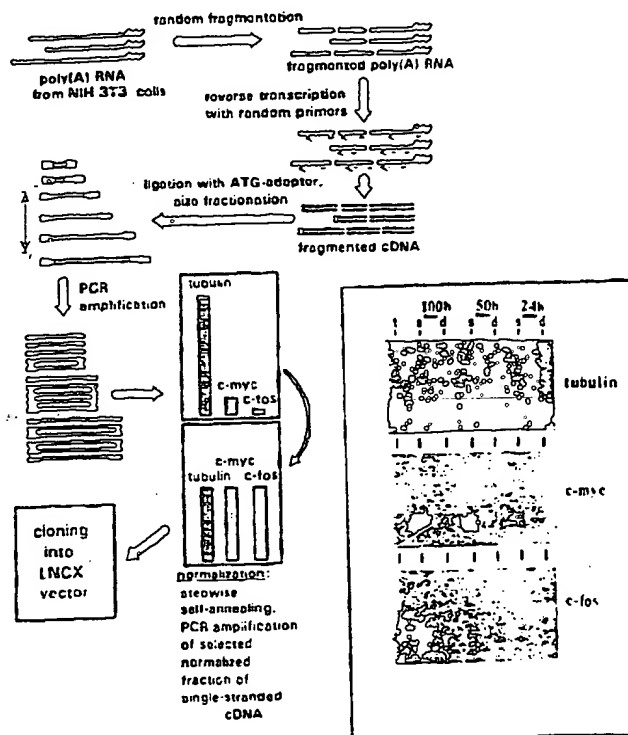 random fragmentation
poly(A) RNA
from NIH 3T3 cells
fragmented poly(A) RNA
reverse transcription
with random primers
ligation with ATG-adaptor,
size fractionation
fragmented cDNA
PCR
amplification
tubulin
c-myc
c-fos
c-myc
tubulin c-fos
cloning
into
LNCX
vector
normalization:
stepwise
self-annealing,
PCR amplification
of selected
normalized
fraction of
single-stranded
cDNA
100h 50h 24h
t s d s d s d
tubulin
c-myc
c-fos